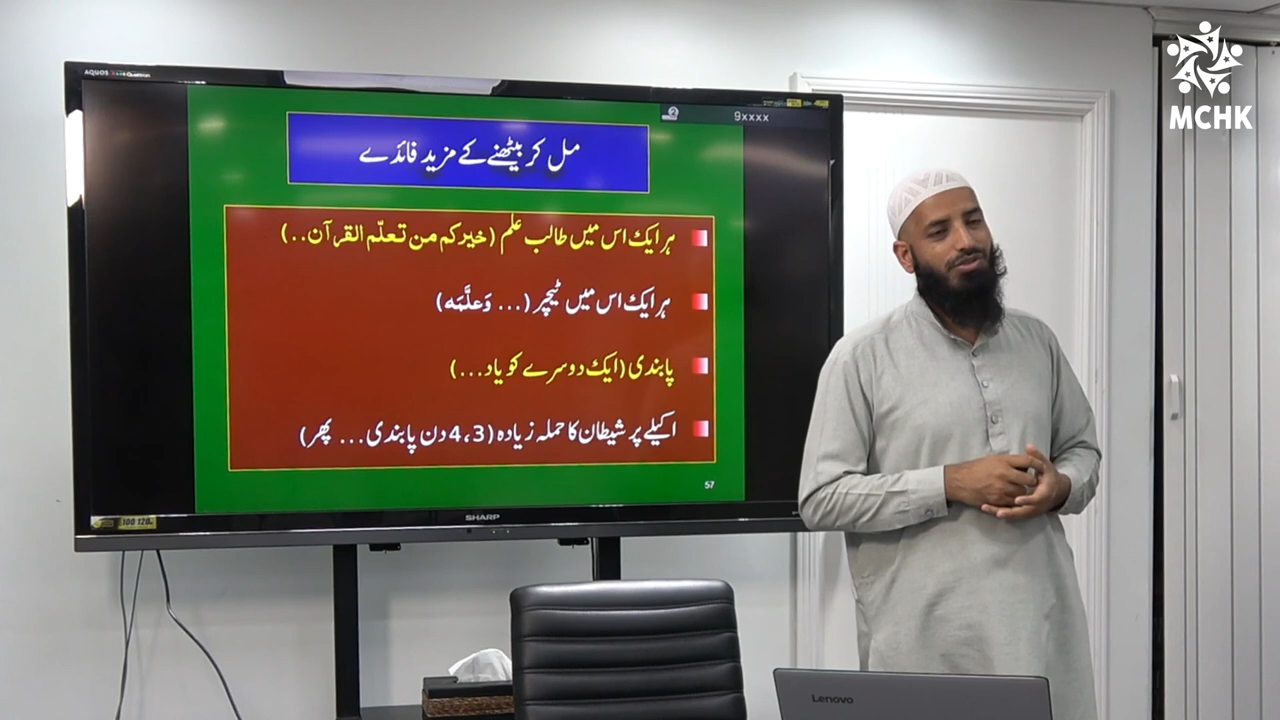 AQUOS
MCHK
9xxxx
مل کر بیٹھنے کے مزید فائدے
ہر ایک اس میں طالب علم (خیرکم من تعلّم القرآن..)
ہر ایک اس میں ٹیچر (... وَعلَّمَه)
پابندی (ایک دوسرے کو یاد...)
اکیلے پر شیطان کا حملہ زیادہ (3، 4 دن پابندی... پھر)
57
SHARP
Lenovo